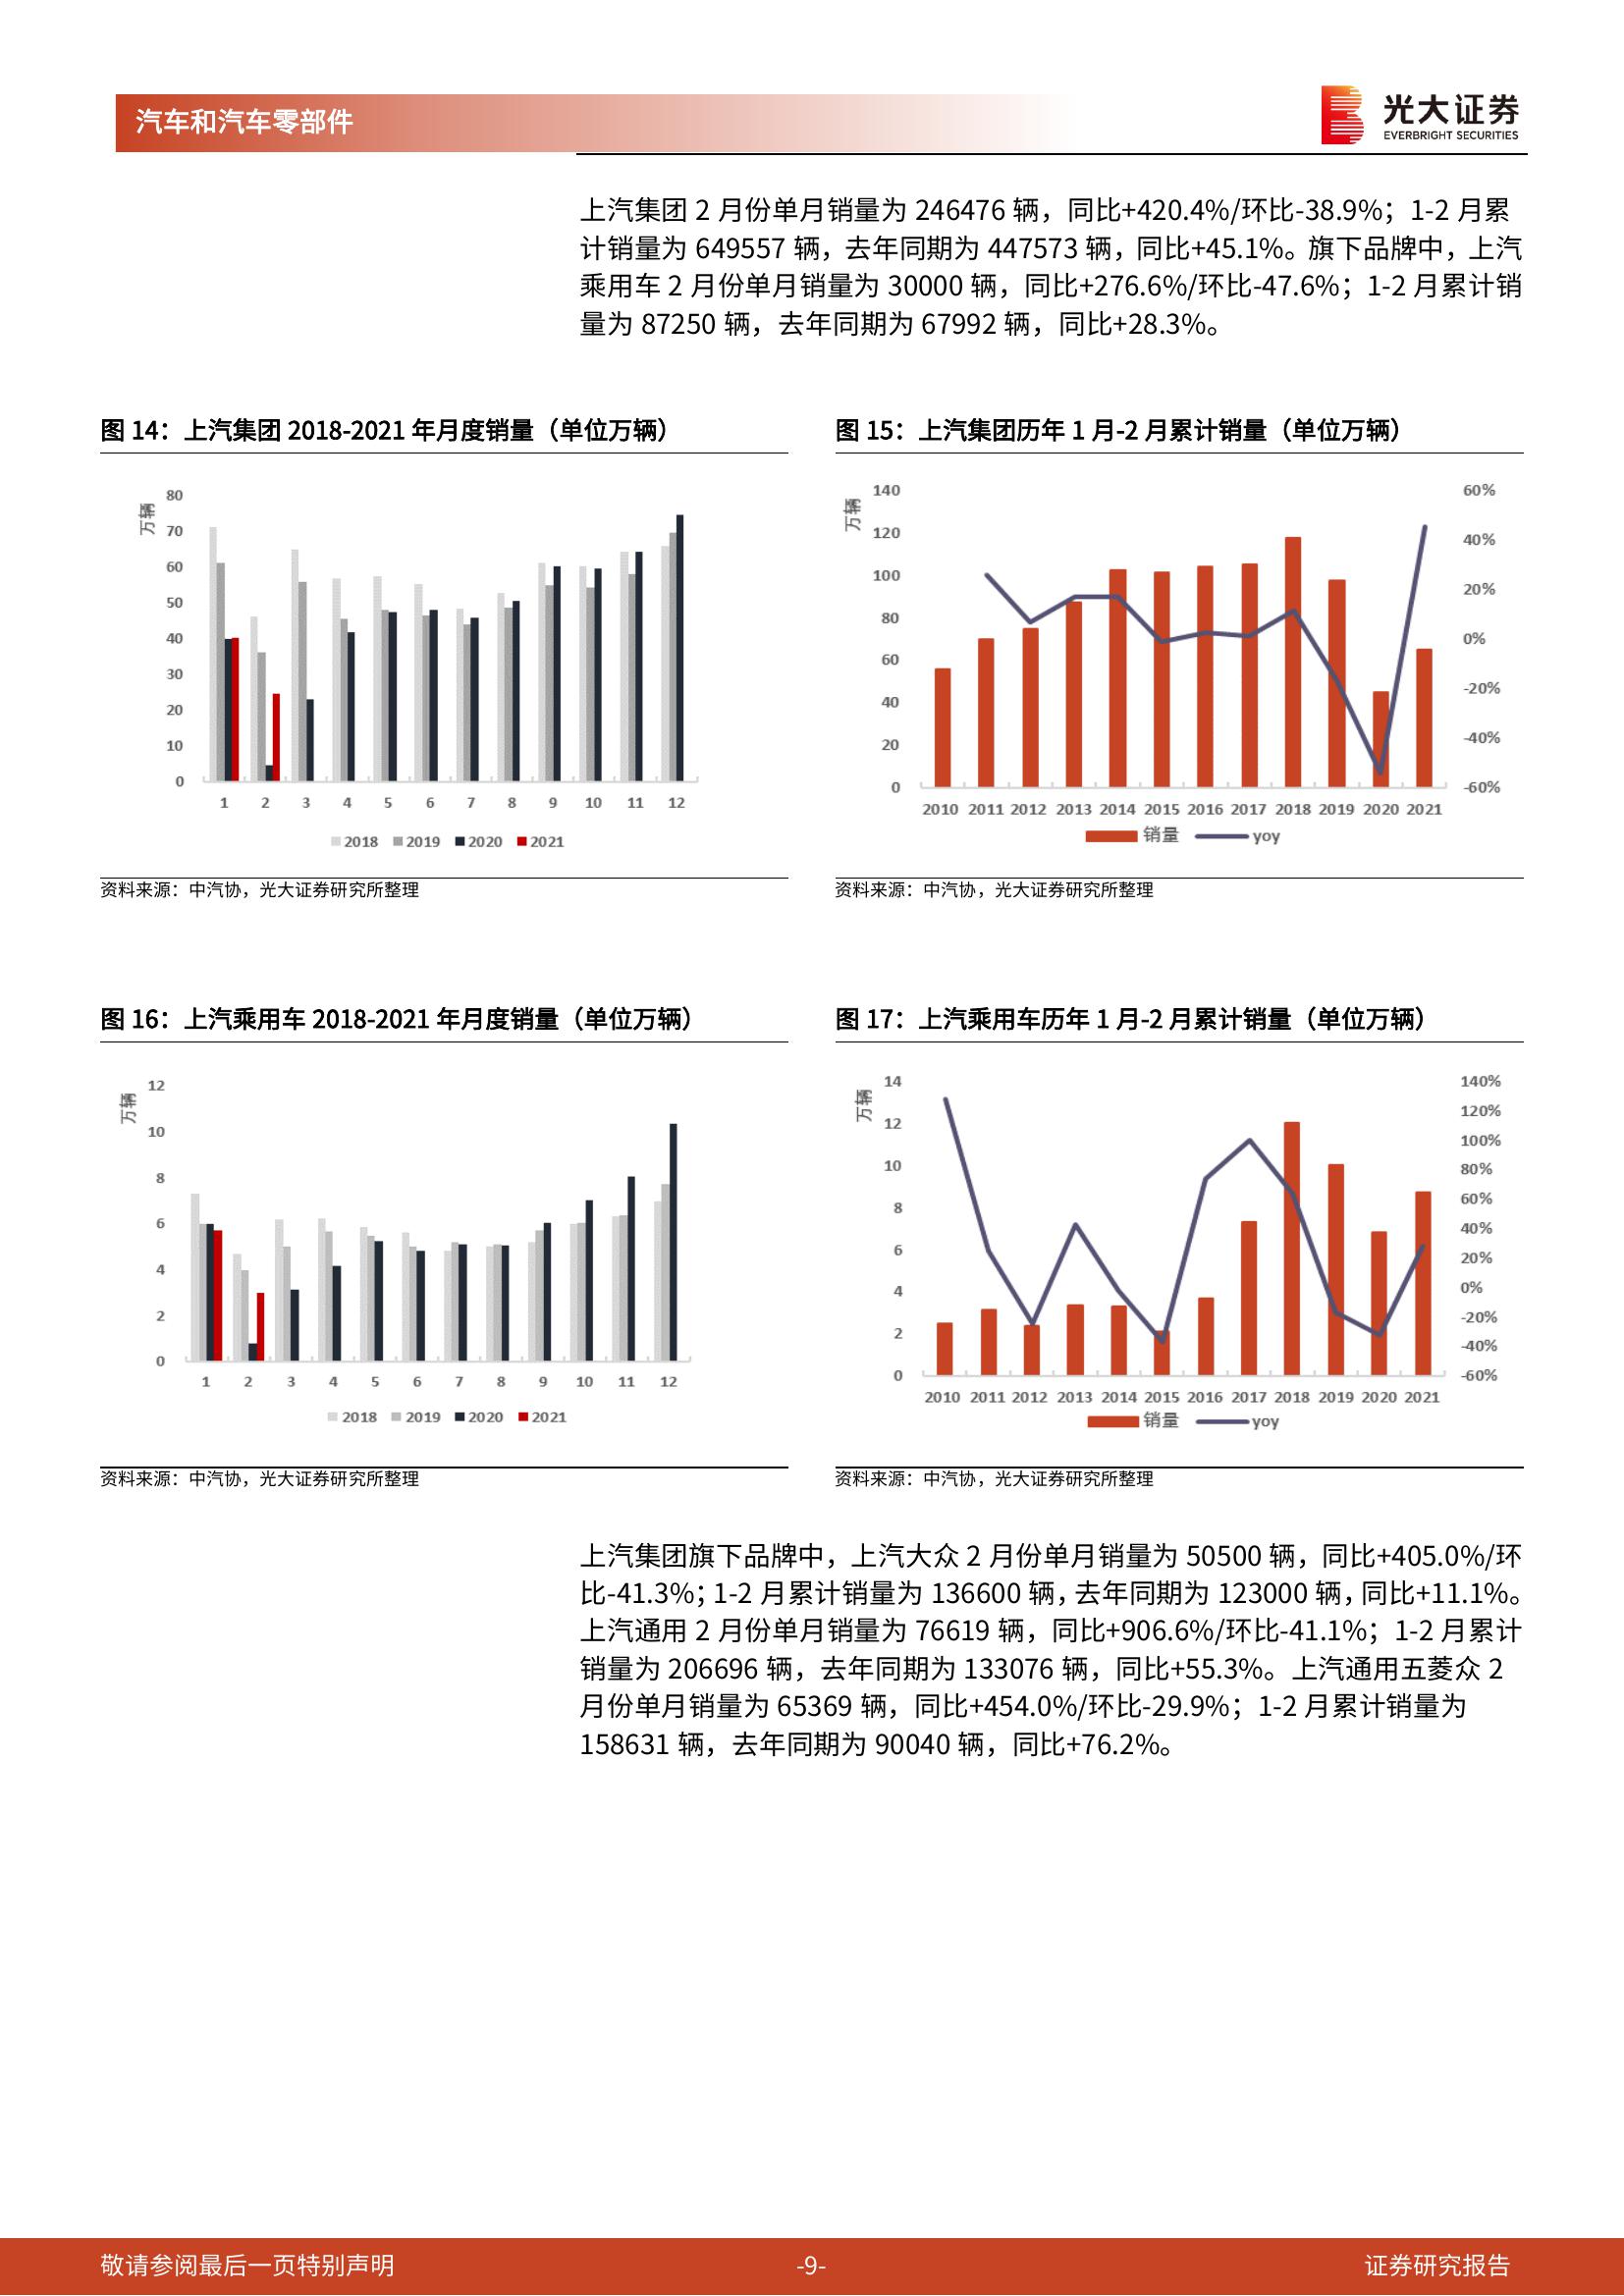 汽车和汽车零部件
光大证券
EVERBRIGHT SECURITIES
上汽集团 2 月份单月销量为 246476 辆，同比+420.4%/环比-38.9%；1-2 月累
计销量为 649557 辆，去年同期为 447573 辆，同比+45.1%。旗下品牌中，上汽
乘用车 2 月份单月销量为 30000 辆，同比+276.6%/环比-47.6%；1-2 月累计销
量为 87250 辆，去年同期为 67992 辆，同比+28.3%。
图 14：上汽集团 2018-2021 年月度销量（单位万辆）
万辆
80
70
60
50
40
30
20
10
0
1 2 3 4 5 6 7 8 9 10 11 12
2018 2019 2020 2021
资料来源：中汽协，光大证券研究所整理
图 15：上汽集团历年 1 月-2 月累计销量（单位万辆）
万辆
140
120
100
80
60
40
20
0
60%
40%
20%
0%
-20%
-40%
-60%
2010 2011 2012 2013 2014 2015 2016 2017 2018 2019 2020 2021
销量 yoy
资料来源：中汽协，光大证券研究所整理
图 16：上汽乘用车 2018-2021 年月度销量（单位万辆）
万辆
12
10
8
6
4
2
0
1 2 3 4 5 6 7 8 9 10 11 12
2018 2019 2020 2021
资料来源：中汽协，光大证券研究所整理
图 17：上汽乘用车历年 1 月-2 月累计销量（单位万辆）
万辆
14
12
10
8
6
4
2
0
140%
120%
100%
80%
60%
40%
20%
0%
-20%
-40%
-60%
2010 2011 2012 2013 2014 2015 2016 2017 2018 2019 2020 2021
销量 yoy
资料来源：中汽协，光大证券研究所整理
上汽集团旗下品牌中，上汽大众 2 月份单月销量为 50500 辆，同比+405.0%/环
比-41.3%；1-2 月累计销量为 136600 辆，去年同期为 123000 辆，同比+11.1%。
上汽通用 2 月份单月销量为 76619 辆，同比+906.6%/环比-41.1%；1-2 月累计
销量为 206696 辆，去年同期为 133076 辆，同比+55.3%。上汽通用五菱众 2
月份单月销量为 65369 辆，同比+454.0%/环比-29.9%；1-2 月累计销量为
158631 辆，去年同期为 90040 辆，同比+76.2%。
敬请参阅最后一页特别声明
-9-
证券研究报告